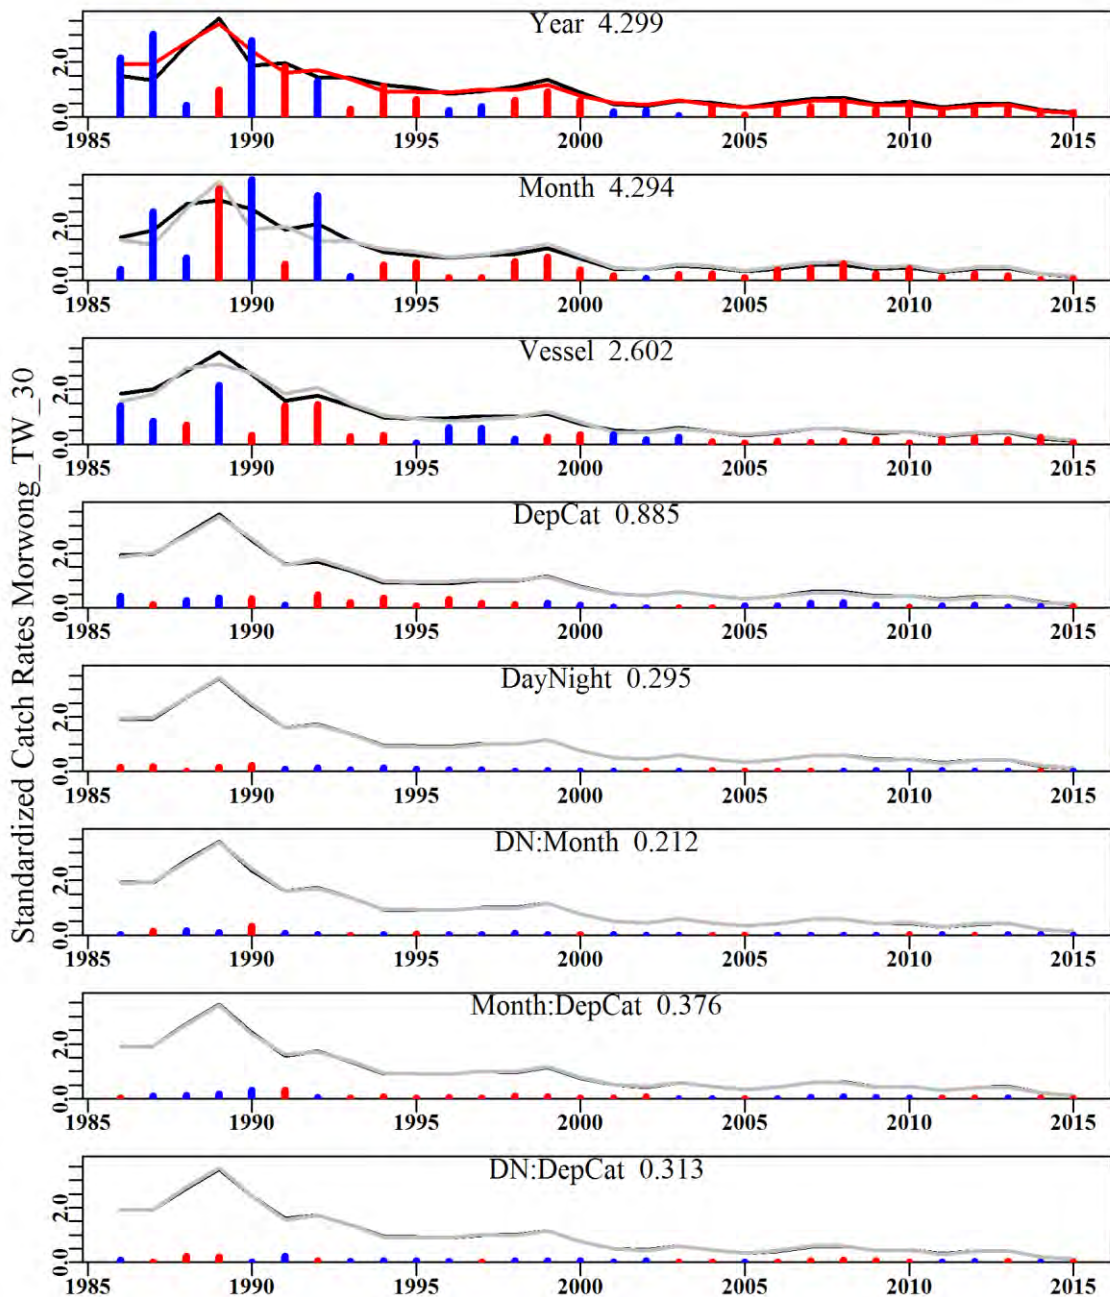 Standardized Catch Rates Morwong_TW_30
Year 4.299
0.0 2.0
1985 1990 1995 2000 2005 2010 2015
Month 4.294
0.0 2.0
1985 1990 1995 2000 2005 2010 2015
Vessel 2.602
0.0 2.0
1985 1990 1995 2000 2005 2010 2015
DepCat 0.885
0.0 2.0
1985 1990 1995 2000 2005 2010 2015
DayNight 0.295
0.0 2.0
1985 1990 1995 2000 2005 2010 2015
DN:Month 0.212
0.0 2.0
1985 1990 1995 2000 2005 2010 2015
Month:DepCat 0.376
0.0 2.0
1985 1990 1995 2000 2005 2010 2015
DN:DepCat 0.313
0.0 2.0
1985 1990 1995 2000 2005 2010 2015